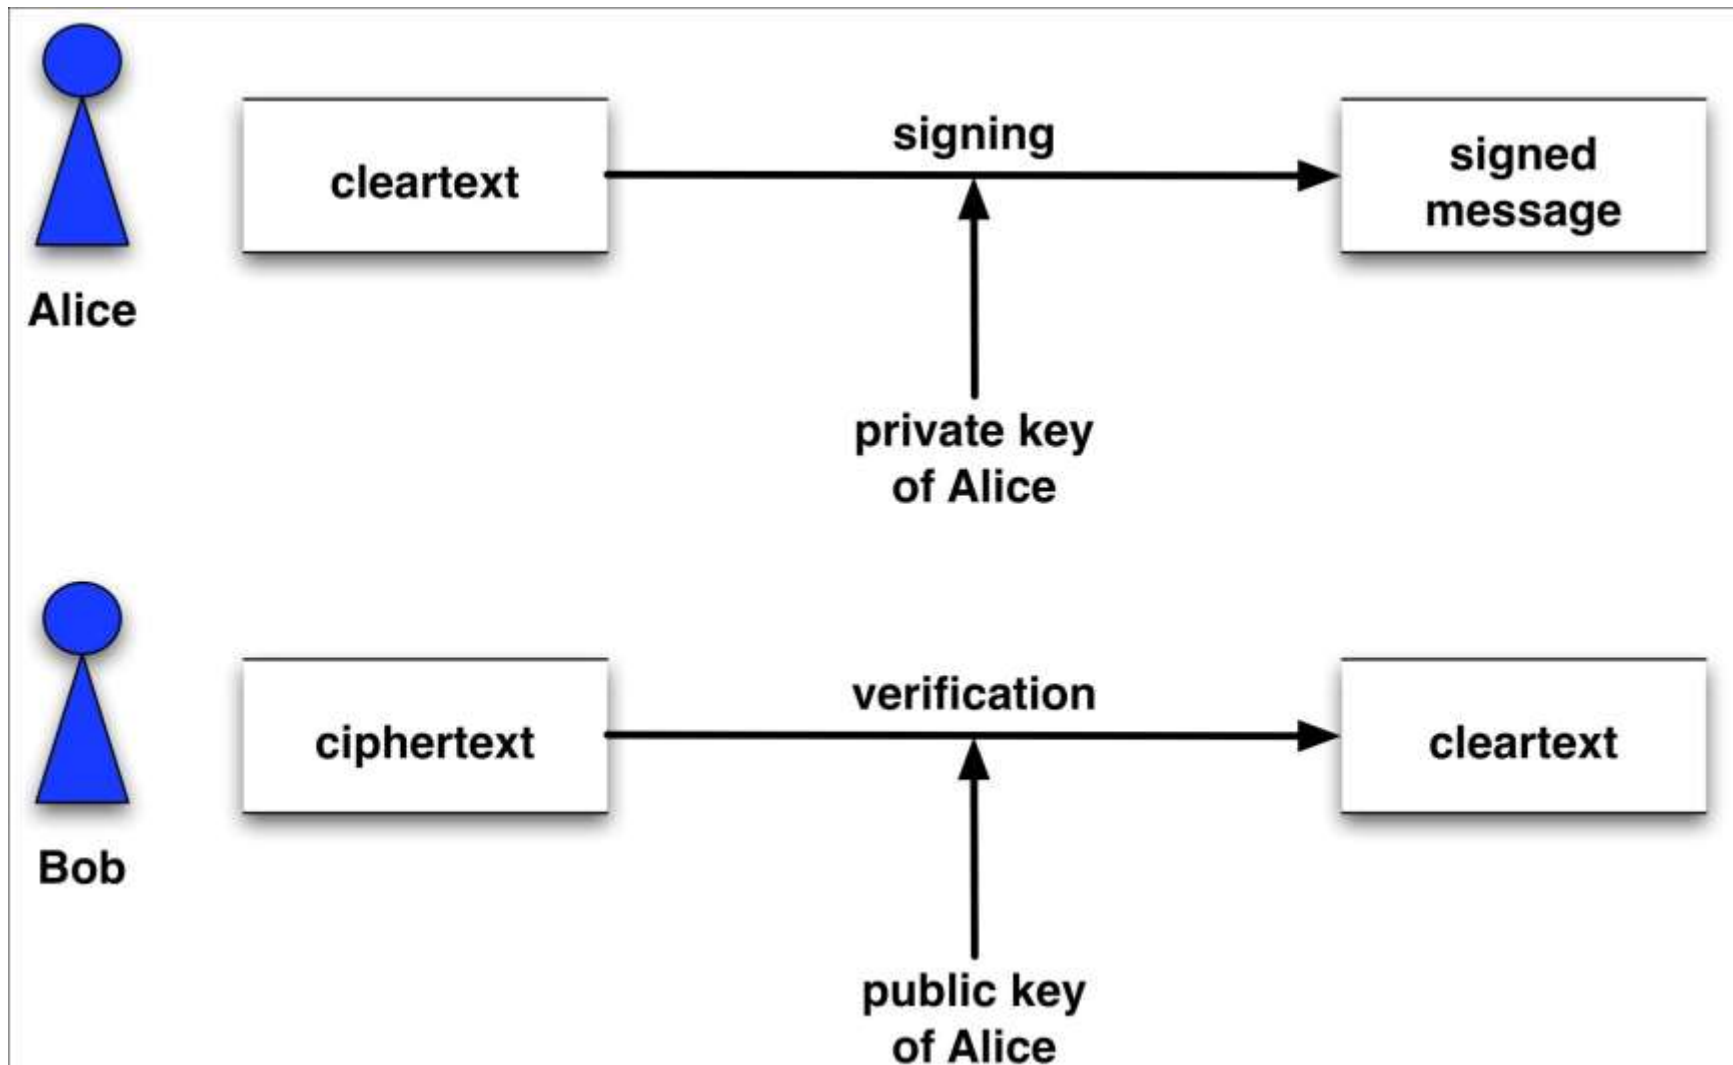 cleartext
signing
signed
message
Alice
private key
of Alice
ciphertext
verification
cleartext
Bob
public key
of Alice